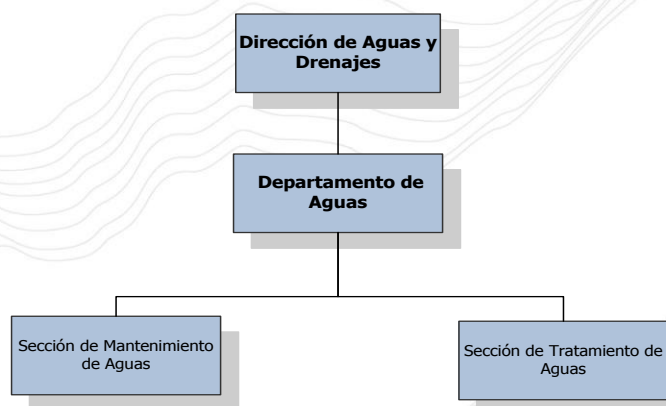 Dirección de Aguas y
Drenajes
Departamento de
Aguas
Sección de Mantenimiento
de Aguas
Sección de Tratamiento de
Aguas